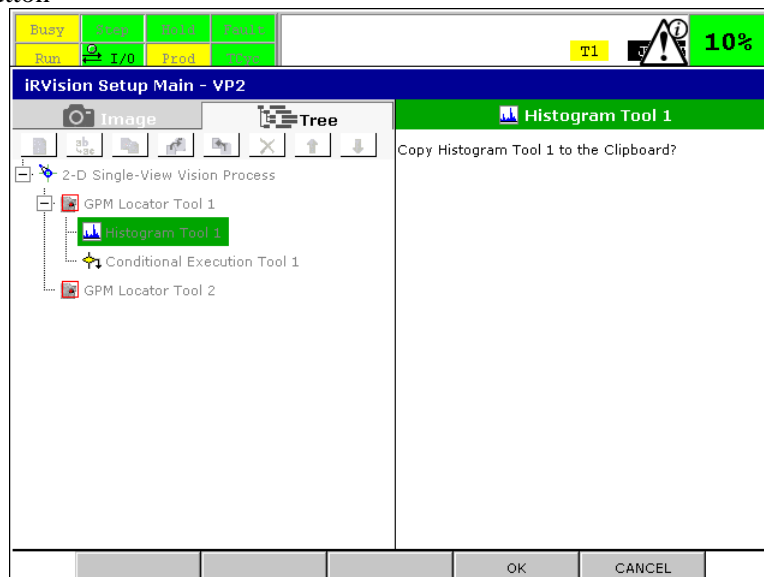 Busy Step Hold Fault
Run I/O Prod TCyc
T1
10%
iRVision Setup Main - VP2
Image Tree
Histogram Tool 1
Copy Histogram Tool 1 to the Clipboard?
2-D Single-View Vision Process
GPM Locator Tool 1
Histogram Tool 1
Conditional Execution Tool 1
GPM Locator Tool 2
OK CANCEL